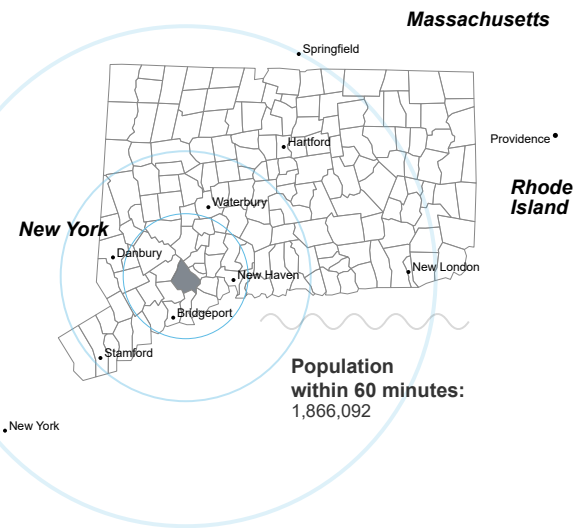 Massachusetts
Springfield
Providence
Hartford
Rhode
Island
Waterbury
New York
Danbury
New Haven
New London
Bridgeport
Stamford
Population
within 60 minutes:
1,866,092
New York